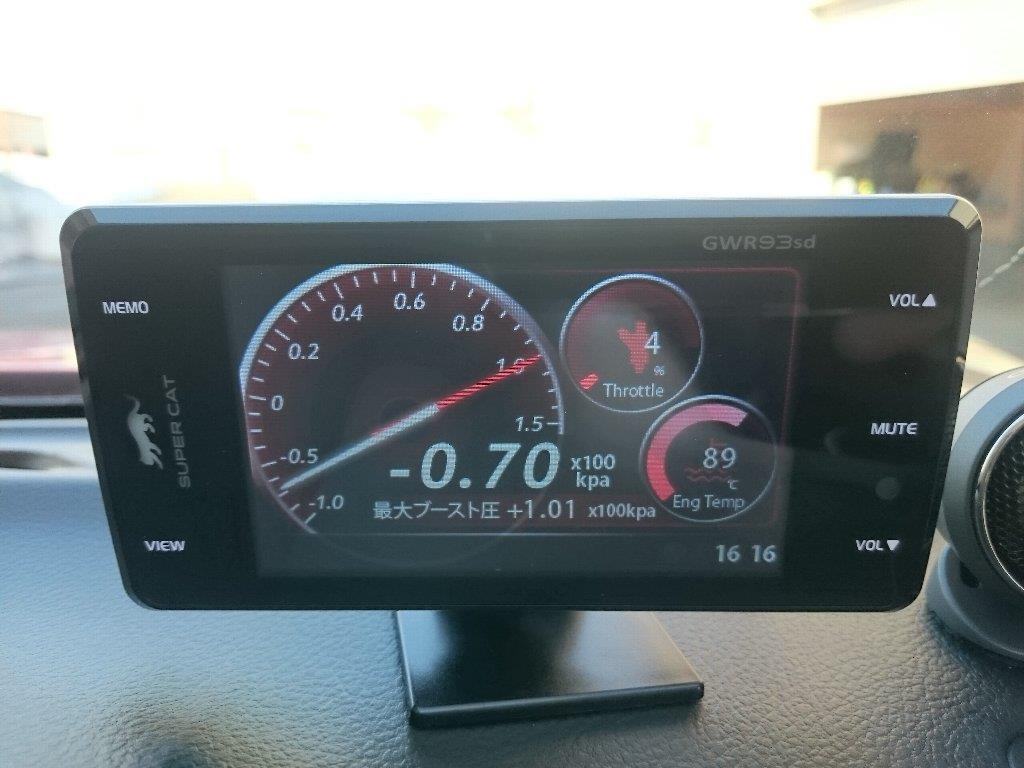 GWR93sd
MEMO
SUPER CAT
VIEW
VOL▲
MUTE
VOL▼
-1.0
-0.5
0
0.2
0.4
0.6
0.8
1.0
1.5
-0.70 x100 kpa
最大ブースト圧 +1.01 x100kpa
4
%
Throttle
89
℃
Eng Temp
16 16